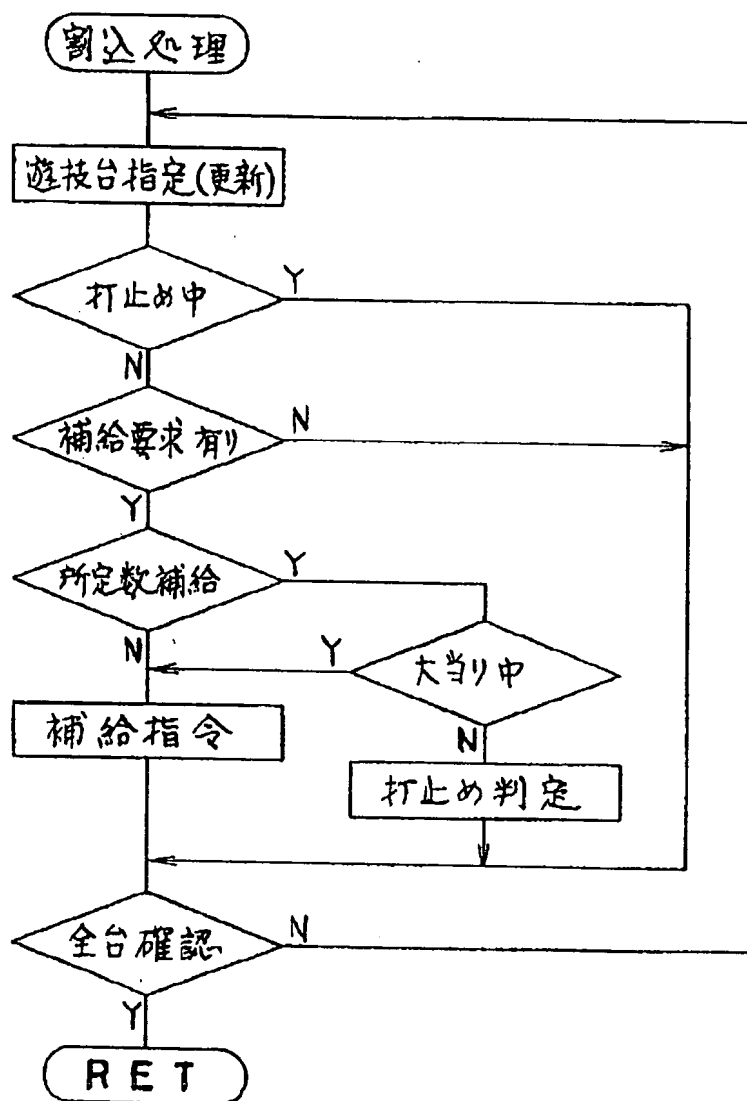 割込処理
遊技台指定(更新)
打止め中
Y
N
補給要求有り
N
Y
所定数補給
Y
N
大当り中
Y
N
補給指令
打止め判定
全台確認
N
Y
RET